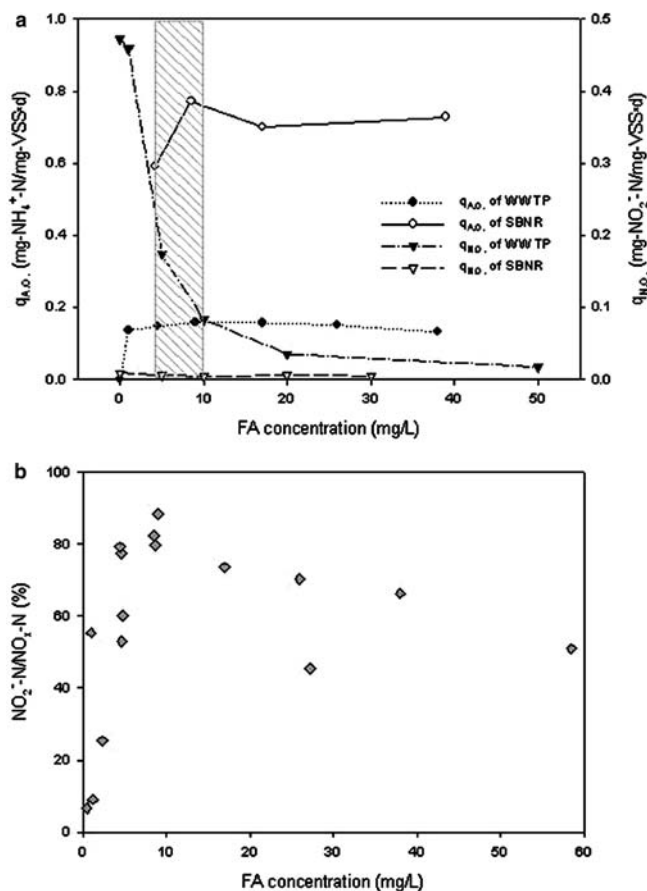 a
1.0
0.8
0.6
0.4
0.2
0.0
q_A.O. (mg-NH₄⁺-N/mg-VSS*d)
0.5
0.4
0.3
0.2
0.1
0.0
q_N.O. (mg-NO₂⁻-N/mg-VSS*d)
q_A.O. of WWTP
q_A.O. of SBNR
q_N.O. of WWTP
q_N.O. of SBNR
0 10 20 30 40 50
FA concentration (mg/L)
b
100
80
60
40
20
0
NO₂⁻-N/NOₓ-N (%)
0 10 20 30 40 50 60
FA concentration (mg/L)